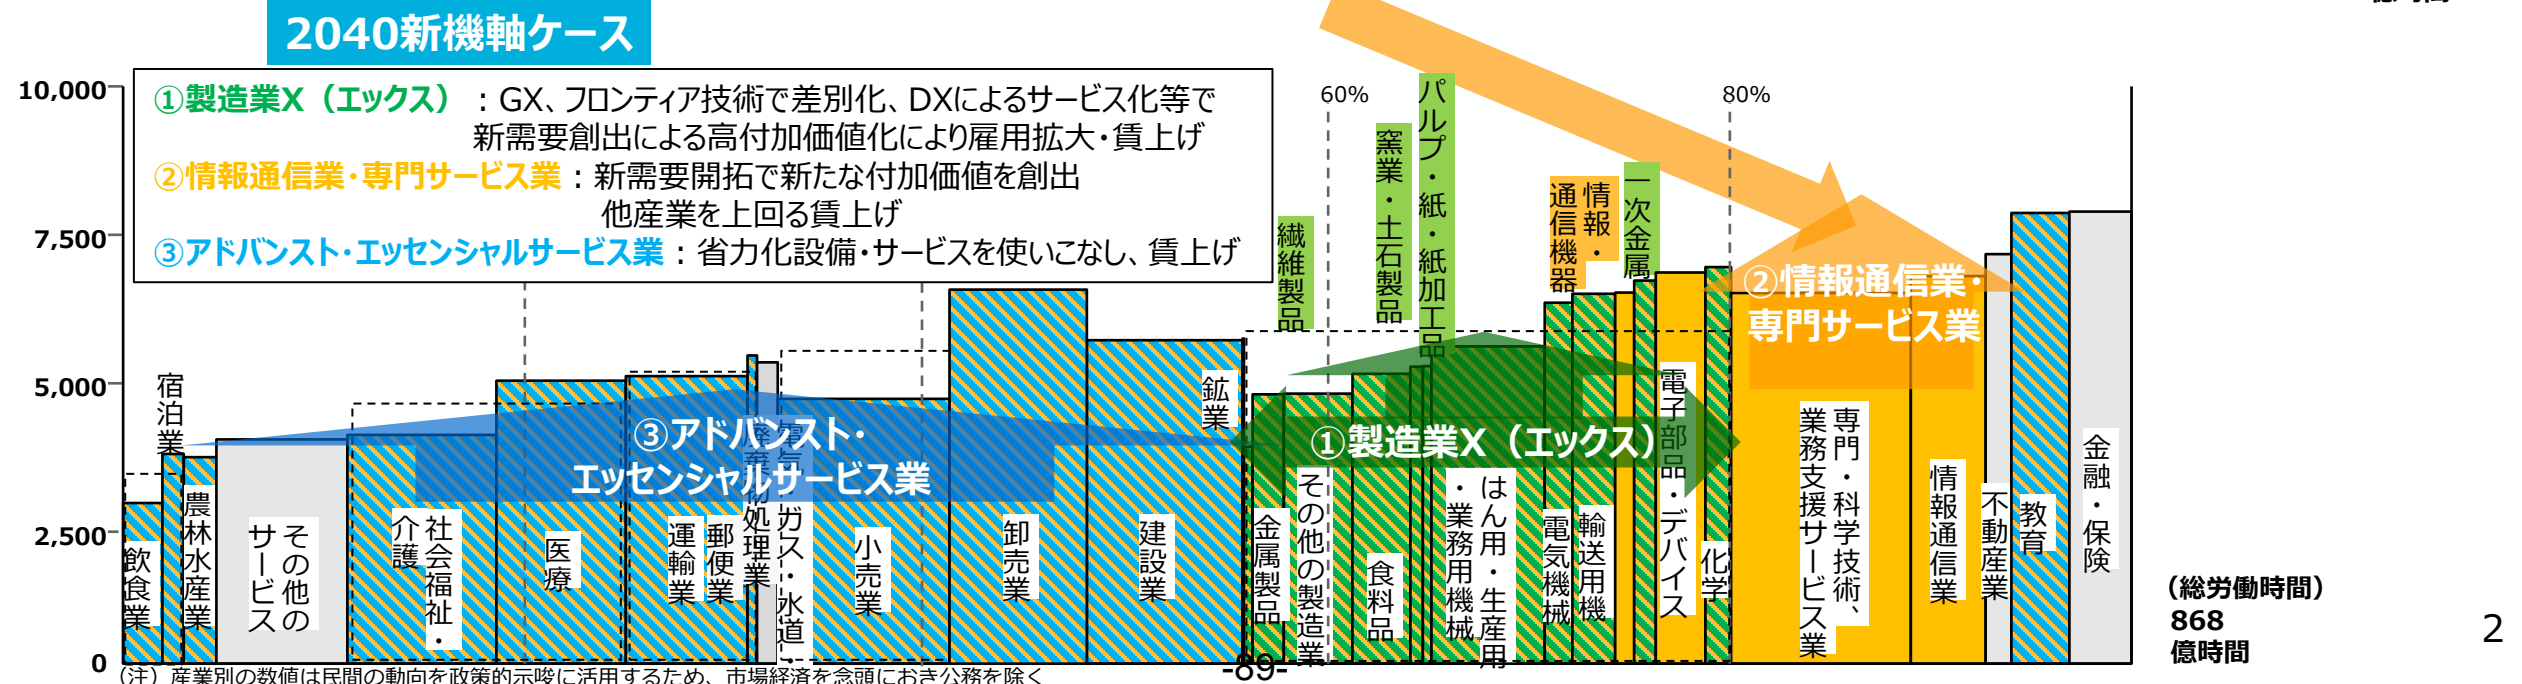 2040新機軸ケース
①製造業X（エックス）：GX、フロンティア技術で差別化、DXによるサービス化等で
新需要創出による高付加価値化により雇用拡大・賃上げ
②情報通信業・専門サービス業：新需要開拓で新たな付加価値を創出
他産業を上回る賃上げ
③アドバンスト・エッセンシャルサービス業：省力化設備・サービスを使いこなし、賃上げ
10,000
7,500
5,000
2,500
0
60%
80%
飲食業
宿泊業
農林水産業
その他の
サービス
社会福祉・
介護
医療
運輸業
郵便業
廃棄物処理業
電気・ガス・水道・
小売業
卸売業
建設業
鉱業
金属製品
繊維製品
その他の製造業
食料品
窯業・土石製品
パルプ・紙・紙加工品
はん用・生産用
・業務用機械
電気機械
輸送用機
情報・
通信機器
一次金属
電子部品・デバイス
化学
専門・科学技術、
業務支援サービス業
情報通信業
不動産業
教育
金融・保険
③アドバンスト・
エッセンシャルサービス業
①製造業X（エックス）
②情報通信業・
専門サービス業
（総労働時間）
868
億時間
2
-89-
（注）産業別の数値は民間の動向を政策的示唆に活用するため、市場経済を念頭におき公務を除く